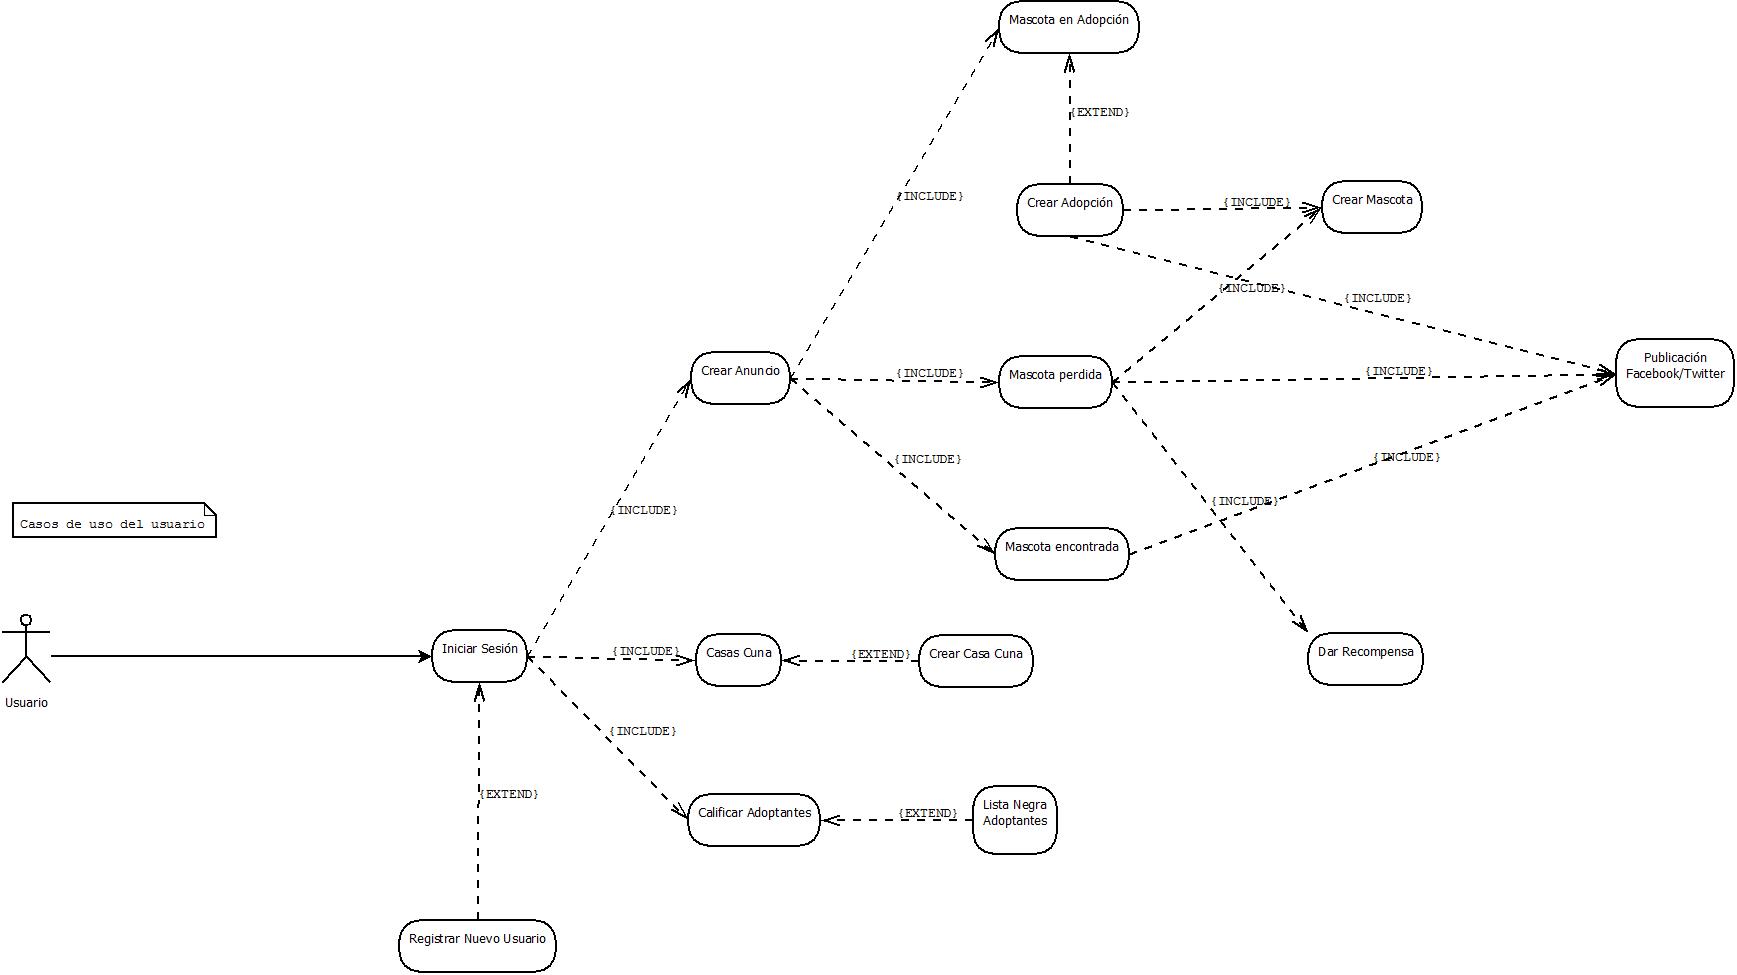 Mascota en Adopción
{EXTEND}
{INCLUDE}
Crear Adopción
{INCLUDE}
Crear Mascota
{INCLUDE}
{INCLUDE}
Crear Anuncio
{INCLUDE}
Mascota perdida
{INCLUDE}
Publicación
Facebook/Twitter
{INCLUDE}
{INCLUDE}
{INCLUDE}
{INCLUDE}
Casos de uso del usuario
Mascota encontrada
Usuario
Iniciar Sesión
{INCLUDE}
Casas Cuna
{EXTEND}
Crear Casa Cuna
Dar Recompensa
{INCLUDE}
{EXTEND}
Calificar Adoptantes
{EXTEND}
Lista Negra
Adoptantes
Registrar Nuevo Usuario